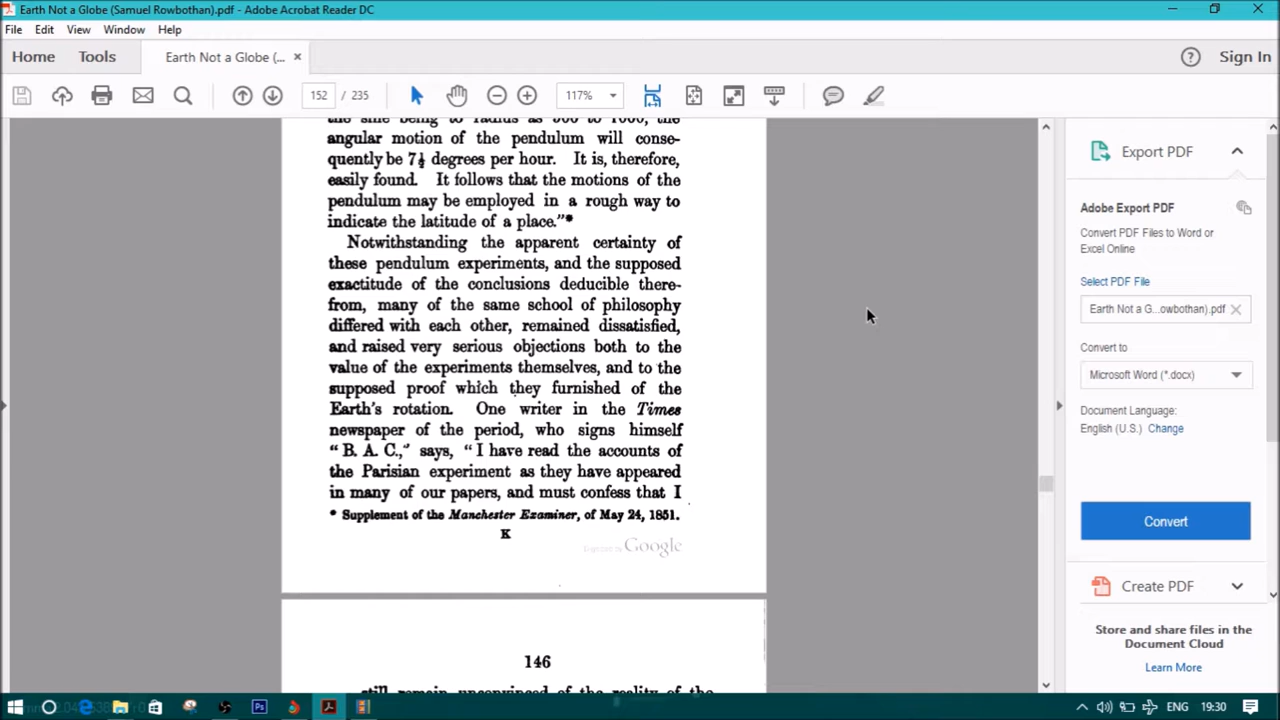 Earth Not a Globe (Samuel Rowbothan).pdf - Adobe Acrobat Reader DC
File Edit View Window Help
Home Tools Earth Not a Globe (... × Sign In
152 / 235 117%
the sine being to radius as 500 to 1000, the
angular motion of the pendulum will conse-
quently be 7½ degrees per hour. It is, therefore,
easily found. It follows that the motions of the
pendulum may be employed in a rough way to
indicate the latitude of a place."*
Notwithstanding the apparent certainty of
these pendulum experiments, and the supposed
exactitude of the conclusions deducible there-
from, many of the same school of philosophy
differed with each other, remained dissatisfied,
and raised very serious objections both to the
value of the experiments themselves, and to the
supposed proof which they furnished of the
Earth's rotation. One writer in the Times
newspaper of the period, who signs himself
"B. A. C.," says, "I have read the accounts of
the Parisian experiment as they have appeared
in many of our papers, and must confess that I
* Supplement of the Manchester Examiner, of May 24, 1851.
K
Google
146
still remain unconvinced of the reality of the
Export PDF
Adobe Export PDF
Convert PDF Files to Word or
Excel Online
Select PDF File
Earth Not a G...owbothan).pdf
Convert to
Microsoft Word (*.docx)
Document Language:
English (U.S.) Change
Convert
Create PDF
Store and share files in the
Document Cloud
Learn More
ENG 19:30